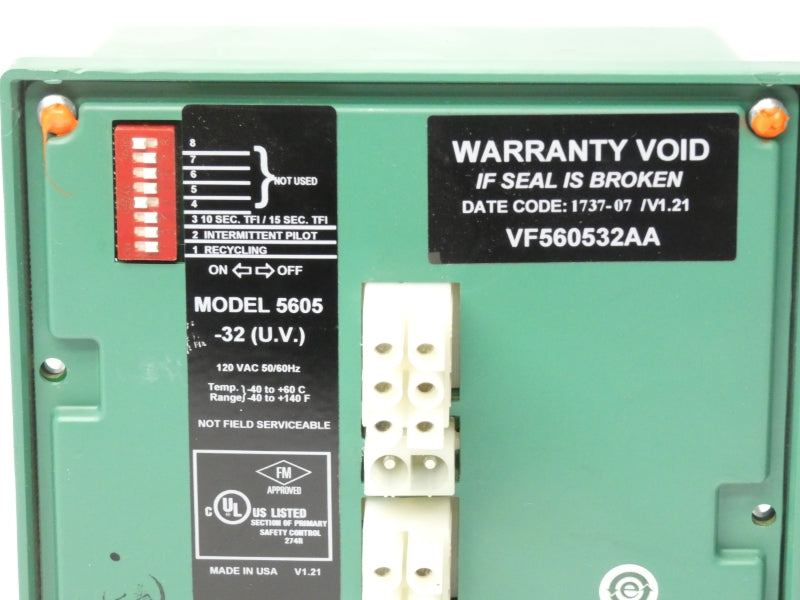 8
7
6
5
4
NOT USED
3 10 SEC. TFI / 15 SEC. TFI
2 INTERMITTENT PILOT
1 RECYCLING
ON OFF
MODEL 5605
-32 (U.V.)
120 VAC 50/60Hz
Temp. -40 to +60 C
Range -40 to +140 F
NOT FIELD SERVICEABLE
FM
APPROVED
C UL US LISTED
SECTION OF PRIMARY
SAFETY CONTROL
274B
MADE IN USA V1.21
WARRANTY VOID
IF SEAL IS BROKEN
DATE CODE: 1737-07 /V1.21
VF560532AA
e